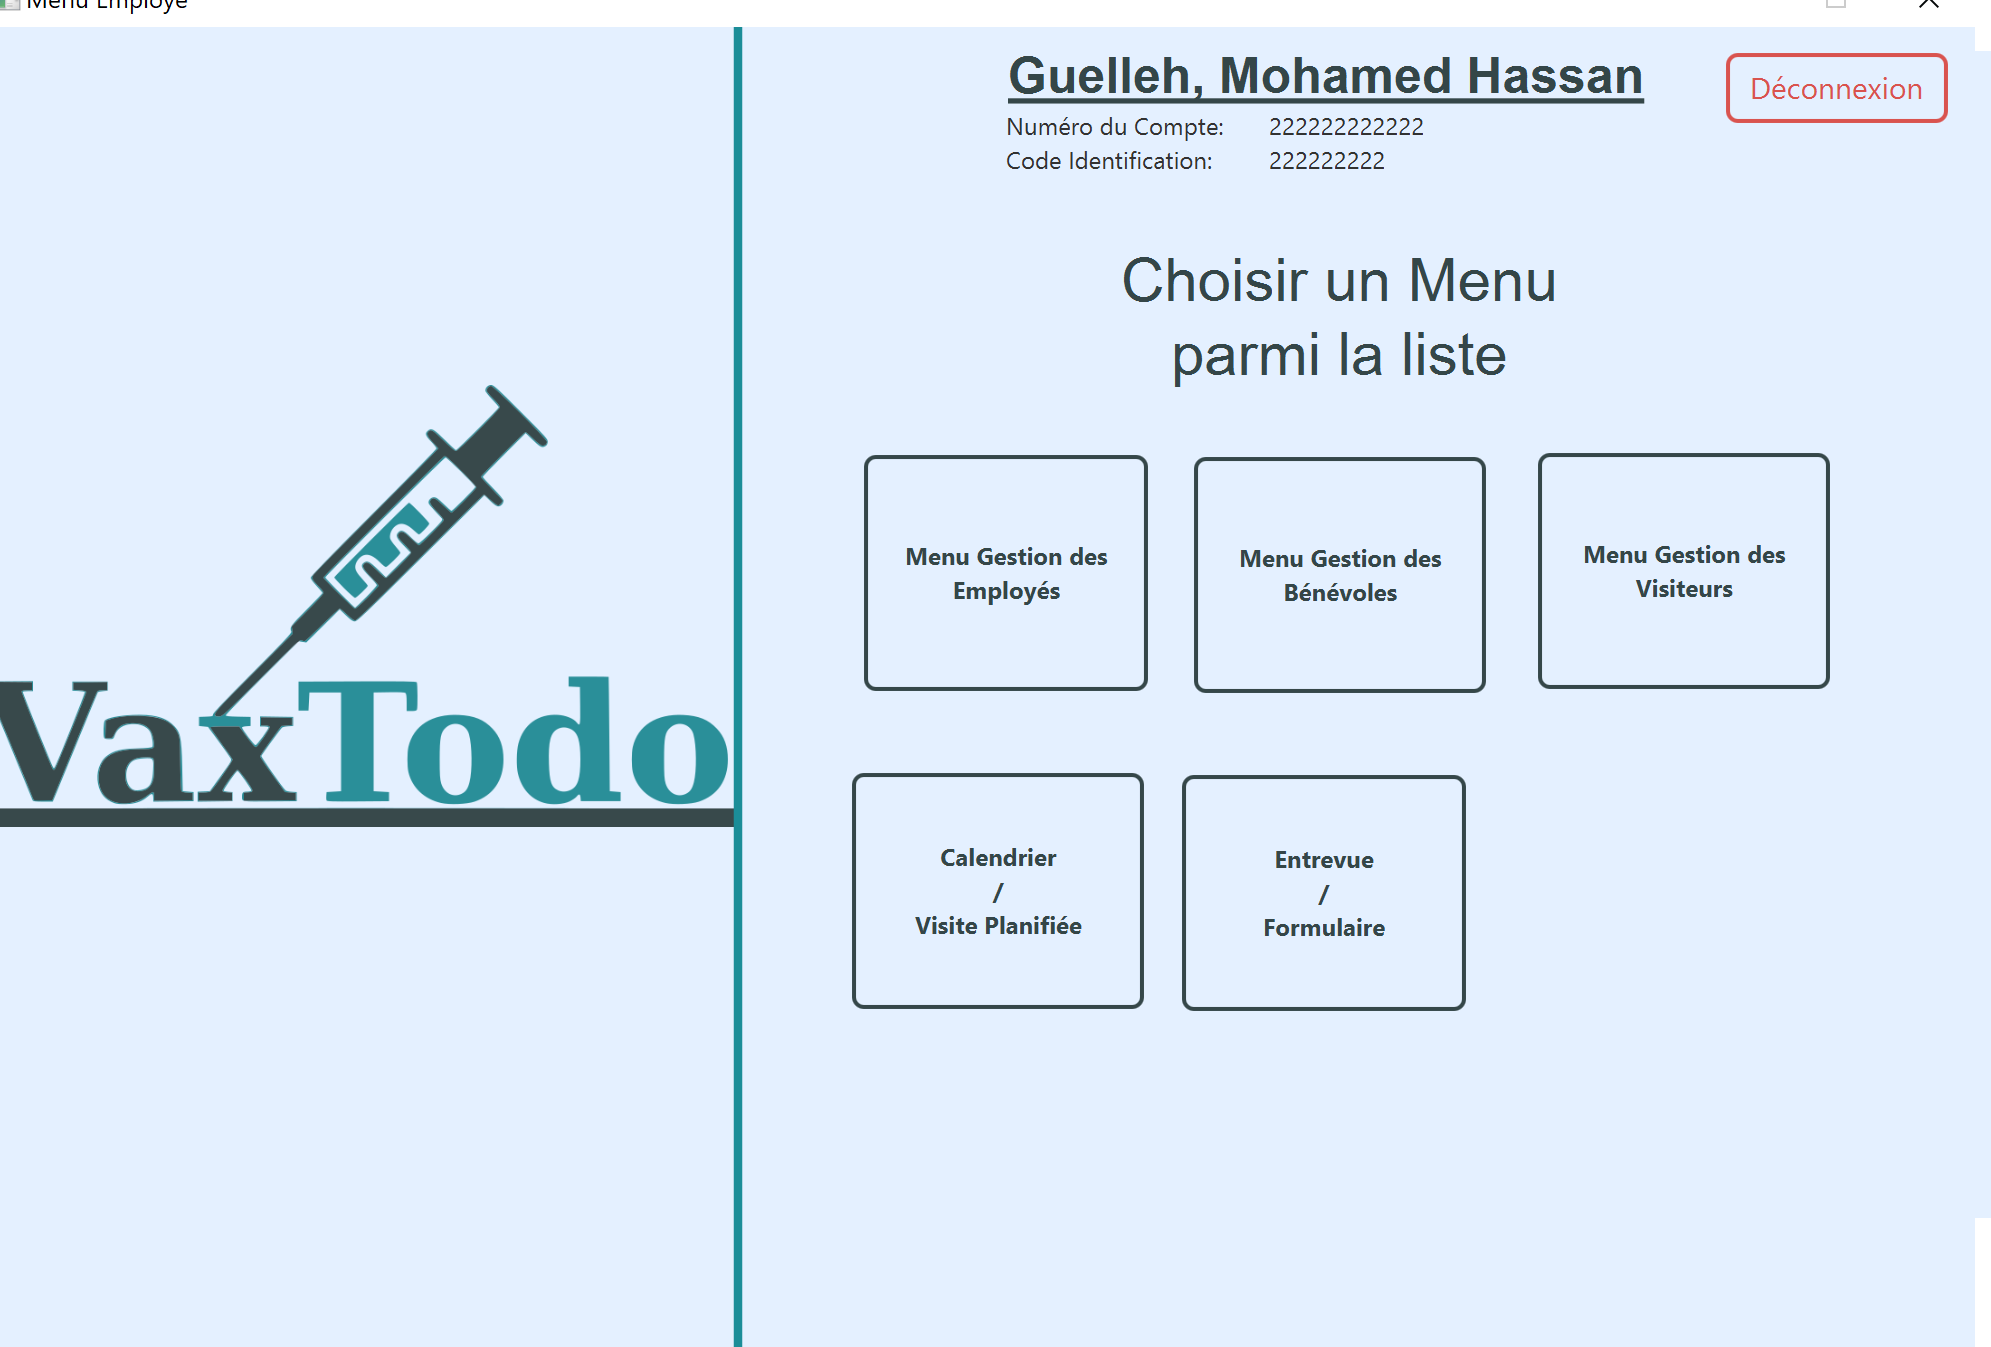 Menu Employé
Guelleh, Mohamed Hassan
Déconnexion
Numéro du Compte: 222222222222
Code Identification: 222222222
Choisir un Menu
parmi la liste
Menu Gestion des
Employés
Menu Gestion des
Bénévoles
Menu Gestion des
Visiteurs
VaxTodo
Calendrier
/
Visite Planifiée
Entrevue
/
Formulaire